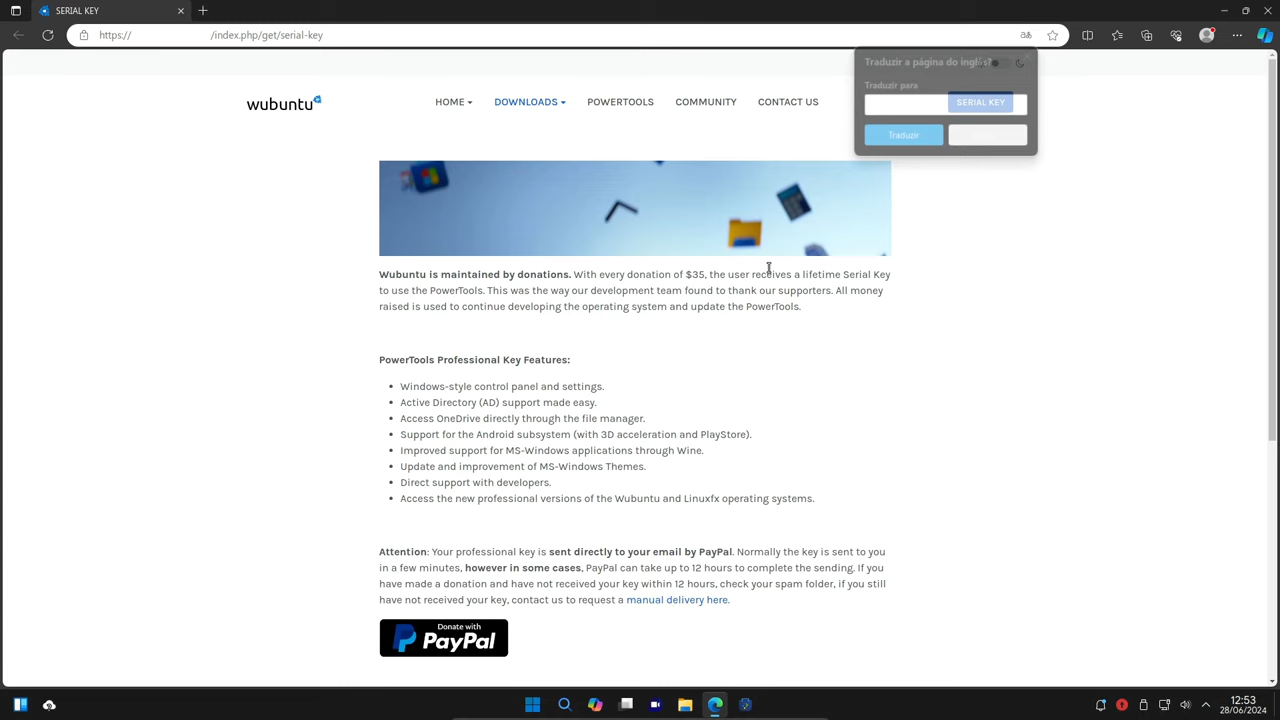 SERIAL KEY
https:// /index.php/get/serial-key
Traduzir a página do inglês?
Traduzir para
wubuntu
HOME DOWNLOADS POWERTOOLS COMMUNITY CONTACT US SERIAL KEY
Traduzir
Wubuntu is maintained by donations. With every donation of $35, the user receives a lifetime Serial Key
to use the PowerTools. This was the way our development team found to thank our supporters. All money
raised is used to continue developing the operating system and update the PowerTools.
PowerTools Professional Key Features:
• Windows-style control panel and settings.
• Active Directory (AD) support made easy.
• Access OneDrive directly through the file manager.
• Support for the Android subsystem (with 3D acceleration and PlayStore).
• Improved support for MS-Windows applications through Wine.
• Update and improvement of MS-Windows Themes.
• Direct support with developers.
• Access the new professional versions of the Wubuntu and Linuxfx operating systems.
Attention: Your professional key is sent directly to your email by PayPal. Normally the key is sent to you
in a few minutes, however in some cases, PayPal can take up to 12 hours to complete the sending. If you
have made a donation and have not received your key within 12 hours, check your spam folder, if you still
have not received your key, contact us to request a manual delivery here.
Donate with
PayPal
12:53
28/06/2024